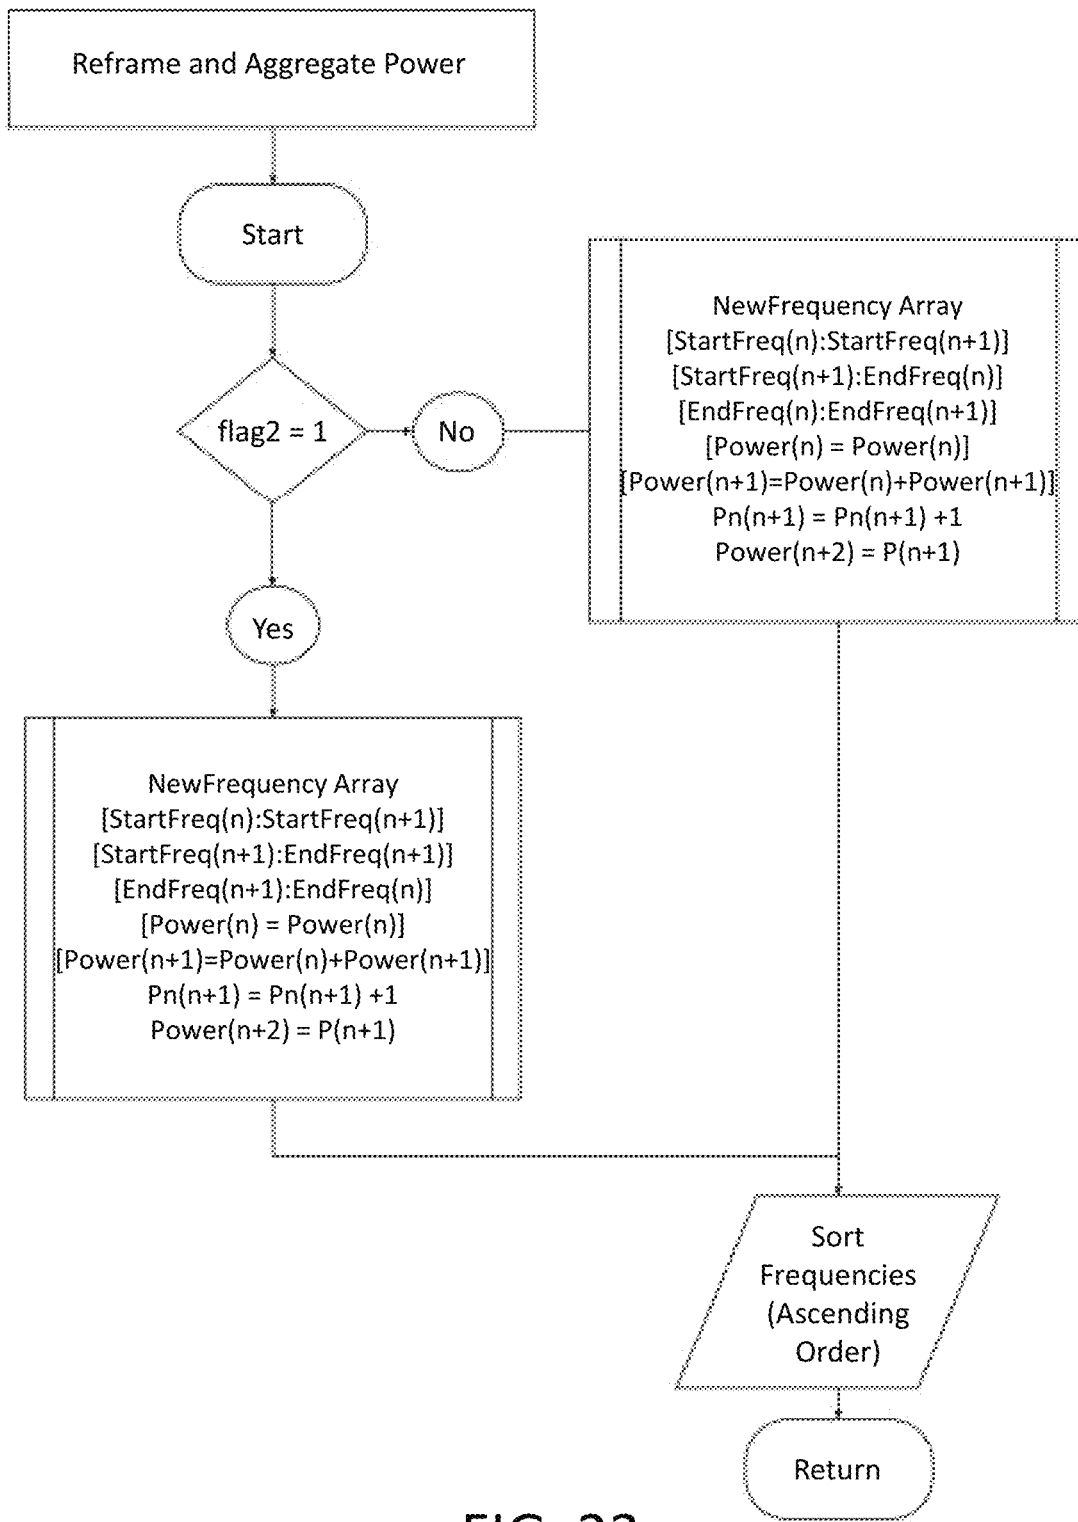 Reframe and Aggregate Power
Start
flag2 = 1
No
NewFrequency Array
[StartFreq(n):StartFreq(n+1)]
[StartFreq(n+1):EndFreq(n)]
[EndFreq(n):EndFreq(n+1)]
[Power(n) = Power(n)]
[Power(n+1)=Power(n)+Power(n+1)]
Pn(n+1) = Pn(n+1) +1
Power(n+2) = P(n+1)
Yes
NewFrequency Array
[StartFreq(n):StartFreq(n+1)]
[StartFreq(n+1):EndFreq(n+1)]
[EndFreq(n+1):EndFreq(n)]
[Power(n) = Power(n)]
[Power(n+1)=Power(n)+Power(n+1)]
Pn(n+1) = Pn(n+1) +1
Power(n+2) = P(n+1)
Sort
Frequencies
(Ascending
Order)
Return